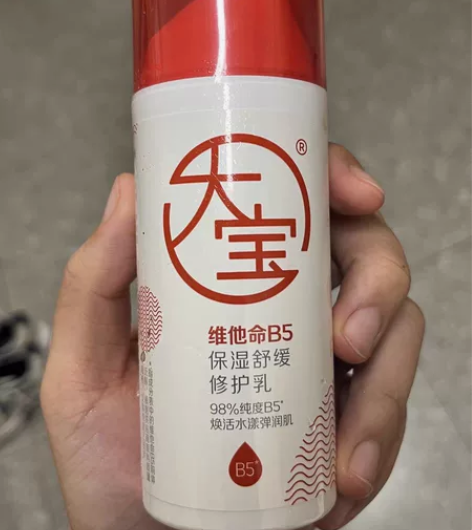 大宝®
维他命B5
保湿舒缓
修护乳
98%纯度B5*
焕活水漾弹润肌
B5*